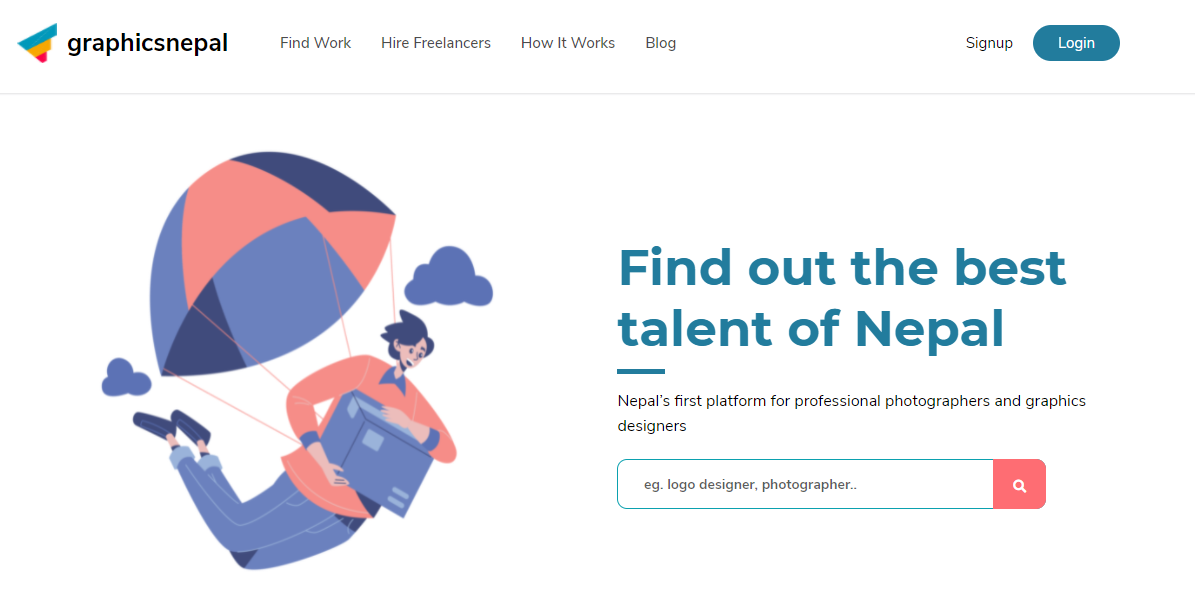 graphicsnepal
Find Work
Hire Freelancers
How It Works
Blog
Signup
Login
Find out the best
talent of Nepal
Nepal’s first platform for professional photographers and graphics
designers
eg. logo designer, photographer..